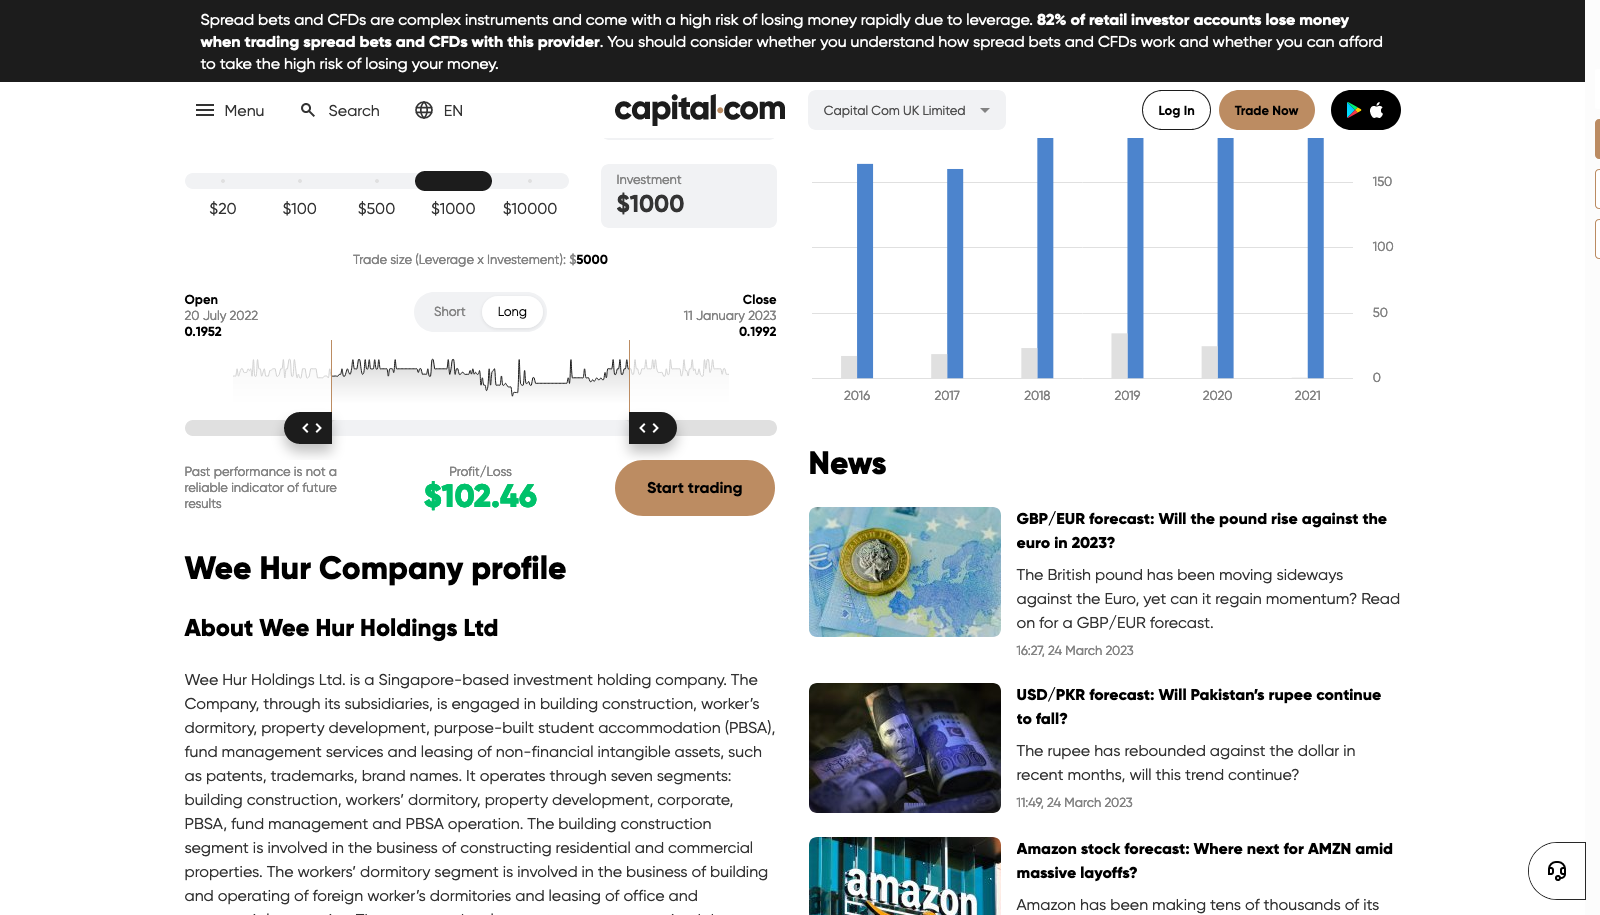 Spread bets and CFDs are complex instruments and come with a high risk of losing money rapidly due to leverage. 82% of retail investor accounts lose money
when trading spread bets and CFDs with this provider. You should consider whether you understand how spread bets and CFDs work and whether you can afford
to take the high risk of losing your money.
Menu
Search
EN
capital.com
Capital Com UK Limited
Log In
Trade Now
$20
$100
$500
$1000
$10000
Investment
$1000
Trade size (Leverage x Investement): $5000
Open
20 July 2022
0.1952
Short
Long
Close
11 January 2023
0.1992
Past performance is not a
reliable indicator of future
results
Profit/Loss
$102.46
Start trading
Wee Hur Company profile
About Wee Hur Holdings Ltd
Wee Hur Holdings Ltd. is a Singapore-based investment holding company. The
Company, through its subsidiaries, is engaged in building construction, worker's
dormitory, property development, purpose-built student accommodation (PBSA),
fund management services and leasing of non-financial intangible assets, such
as patents, trademarks, brand names. It operates through seven segments:
building construction, workers' dormitory, property development, corporate,
PBSA, fund management and PBSA operation. The building construction
segment is involved in the business of constructing residential and commercial
properties. The workers' dormitory segment is involved in the business of building
and operating of foreign worker's dormitories and leasing of office and
150
100
50
0
2016
2017
2018
2019
2020
2021
News
GBP/EUR forecast: Will the pound rise against the
euro in 2023?
The British pound has been moving sideways
against the Euro, yet can it regain momentum? Read
on for a GBP/EUR forecast.
16:27, 24 March 2023
USD/PKR forecast: Will Pakistan's rupee continue
to fall?
The rupee has rebounded against the dollar in
recent months, will this trend continue?
11:49, 24 March 2023
amazon
Amazon stock forecast: Where next for AMZN amid
massive layoffs?
Amazon has been making tens of thousands of its